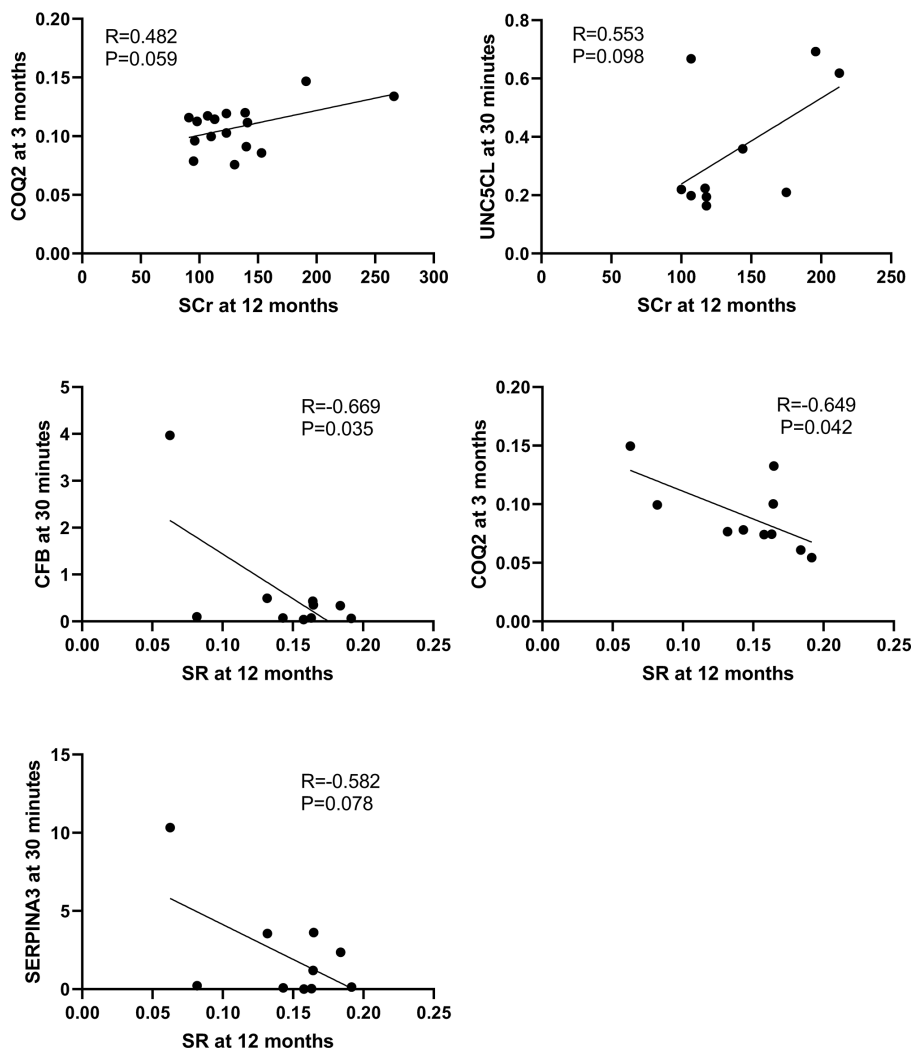 R=0.482
P=0.059
COQ2 at 3 months
0.20
0.15
0.10
0.05
0.00
0 50 100 150 200 250 300
SCr at 12 months
R=0.553
P=0.098
UNC5CL at 30 minutes
0.8
0.6
0.4
0.2
0.0
0 50 100 150 200 250
SCr at 12 months
R=-0.669
P=0.035
CFB at 30 minutes
5
4
3
2
1
0
0.00 0.05 0.10 0.15 0.20 0.25
SR at 12 months
R=-0.649
P=0.042
COQ2 at 3 months
0.20
0.15
0.10
0.05
0.00
0.00 0.05 0.10 0.15 0.20 0.25
SR at 12 months
R=-0.582
P=0.078
SERPINA3 at 30 minutes
15
10
5
0
0.00 0.05 0.10 0.15 0.20 0.25
SR at 12 months